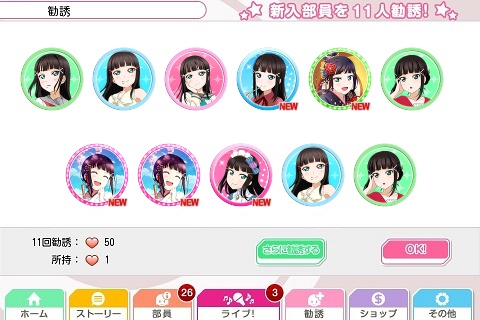 勧誘
新入部員を11人勧誘!
NEW
NEW
NEW
NEW
NEW
11回勧誘: 50
所持: 1
さらに勧誘する
OK!
26
3
ホーム
ストーリー
部員
ライブ!
勧誘
ショップ
その他